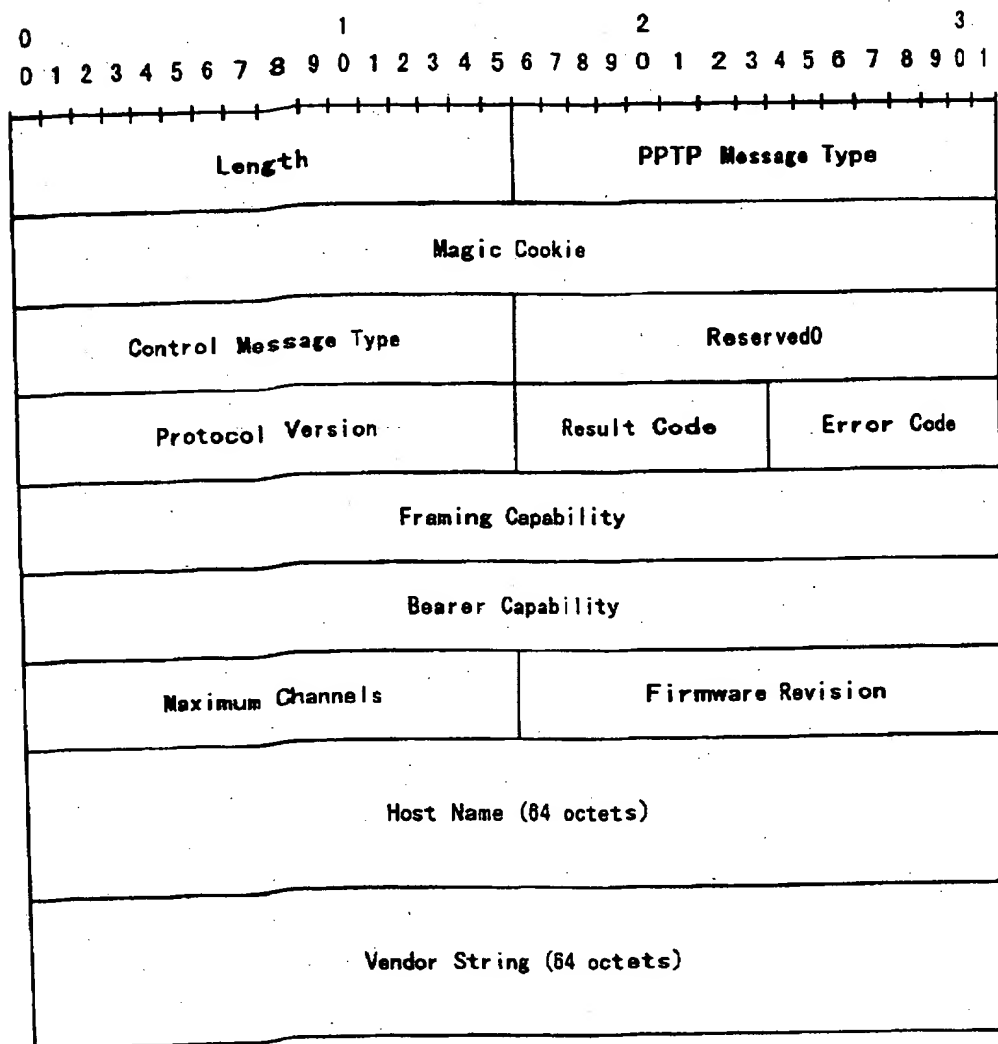 0 1 2 3
0 1 2 3 4 5 6 7 8 9 0 1 2 3 4 5 6 7 8 9 0 1 2 3 4 5 6 7 8 9 0 1
Length PPTP Message Type
Magic Cookie
Control Message Type Reserved0
Protocol Version Result Code Error Code
Framing Capability
Bearer Capability
Maximum Channels Firmware Revision
Host Name (64 octets)
Vendor String (64 octets)